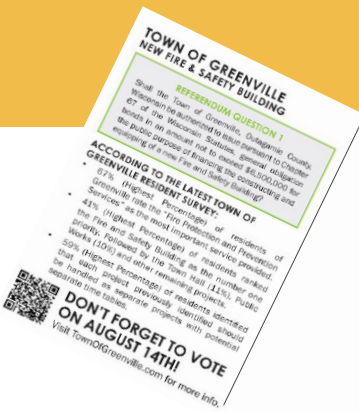 TOWN OF GREENVILLE
NEW FIRE & SAFETY BUILDING
REFERENDUM QUESTION 1
Shall the Town of Greenville, Outagamie County,
Wisconsin be authorized to issue pursuant to Chapter
67 of the Wisconsin Statutes, general obligation
bonds in an amount not to exceed $6,500,000 for
the public purpose of financing the constructing and
equipping of a new Fire and Safety Building?
ACCORDING TO THE LATEST TOWN OF
GREENVILLE RESIDENT SURVEY:
• 67% (Highest Percentage) of residents of
Greenville rate the "Fire Protection and Prevention
Services" as the most important service provided.
• 41% (Highest Percentage) of residents ranked
the Fire and Safety Building as the number one
priority. Followed by the Town Hall (11%), Public
Works (10%) and other remaining projects.
• 59% (Highest Percentage) of residents identified
that each project previously identified should
be handled as separate projects with potential
separate time tables.
DON'T FORGET TO VOTE
ON AUGUST 14TH!
Visit TownOfGreenville.com for more info.